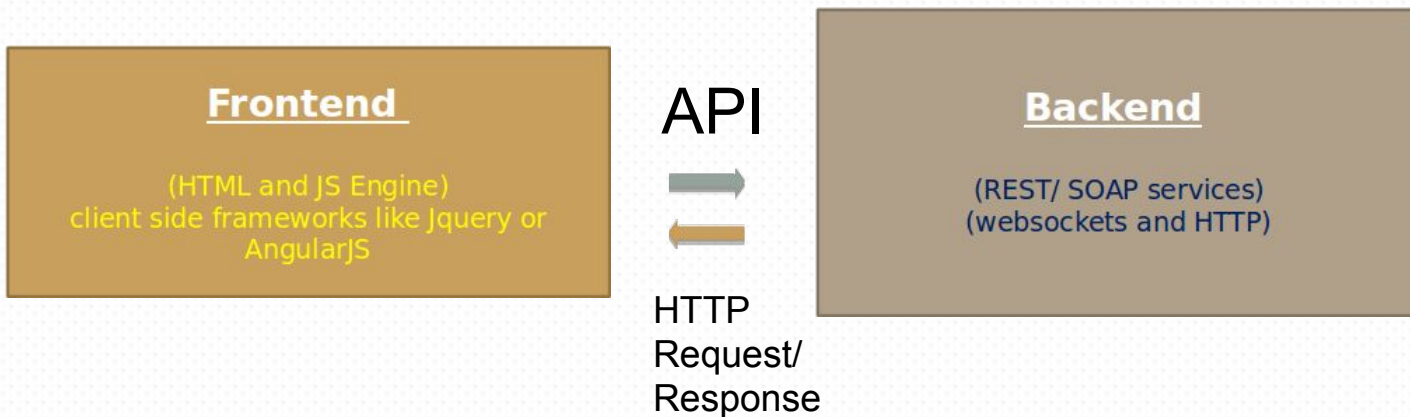 Frontend
(HTML and JS Engine)
client side frameworks like Jquery or
AngularJS
API
HTTP
Request/
Response
Backend
(REST/ SOAP services)
(websockets and HTTP)